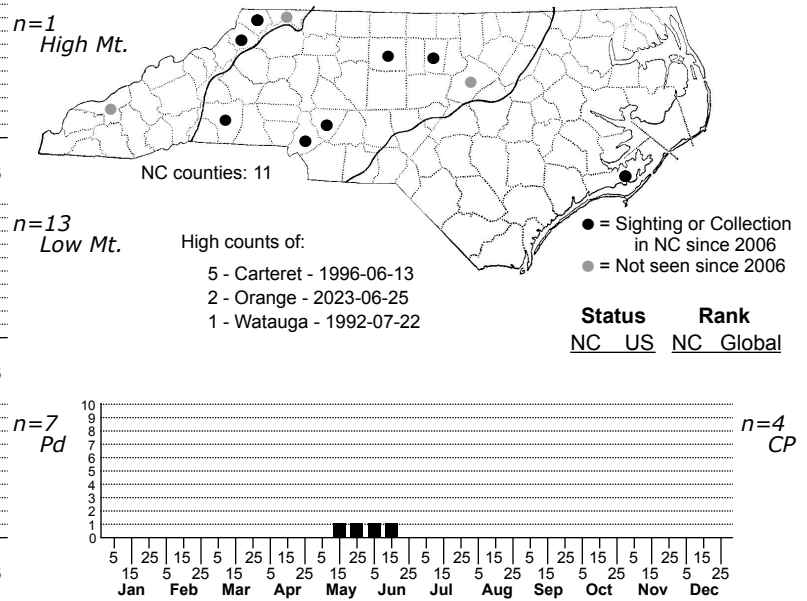 n=1
High Mt.
NC counties: 11
n=13
Low Mt.
High counts of:
5 - Carteret - 1996-06-13
2 - Orange - 2023-06-25
1 - Watauga - 1992-07-22
= Sighting or Collection
in NC since 2006
= Not seen since 2006
Status Rank
NC US NC Global
n=7
Pd
n=4
CP
10
9
8
7
6
5
4
3
2
1
0
5 25 15 5 25 15 5 25 15 5 25 15 5 25 15 5 25 15
15 5 25 15 5 25 15 5 25 15 5 25 15 5 25 15 5 25
Jan Feb Mar Apr May Jun Jul Aug Sep Oct Nov Dec